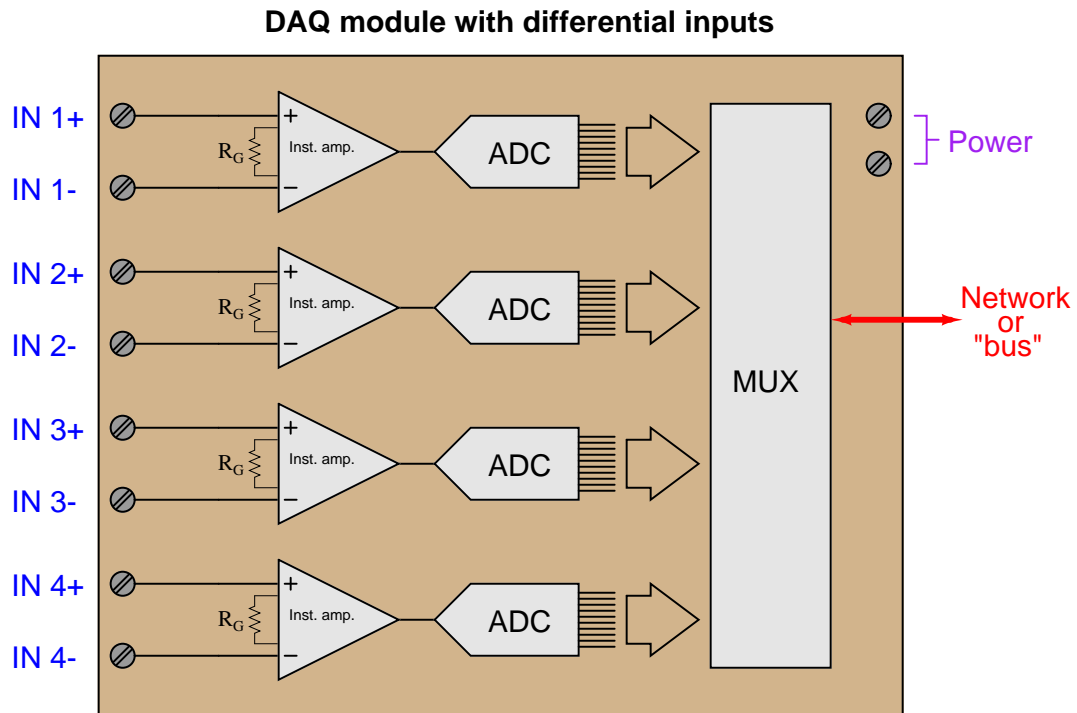 DAQ module with differential inputs
IN 1+
IN 1-
RG
+
Inst. amp.
−
ADC
Power
IN 2+
IN 2-
RG
+
Inst. amp.
−
ADC
Network
or
"bus"
MUX
IN 3+
IN 3-
RG
+
Inst. amp.
−
ADC
IN 4+
IN 4-
RG
+
Inst. amp.
−
ADC